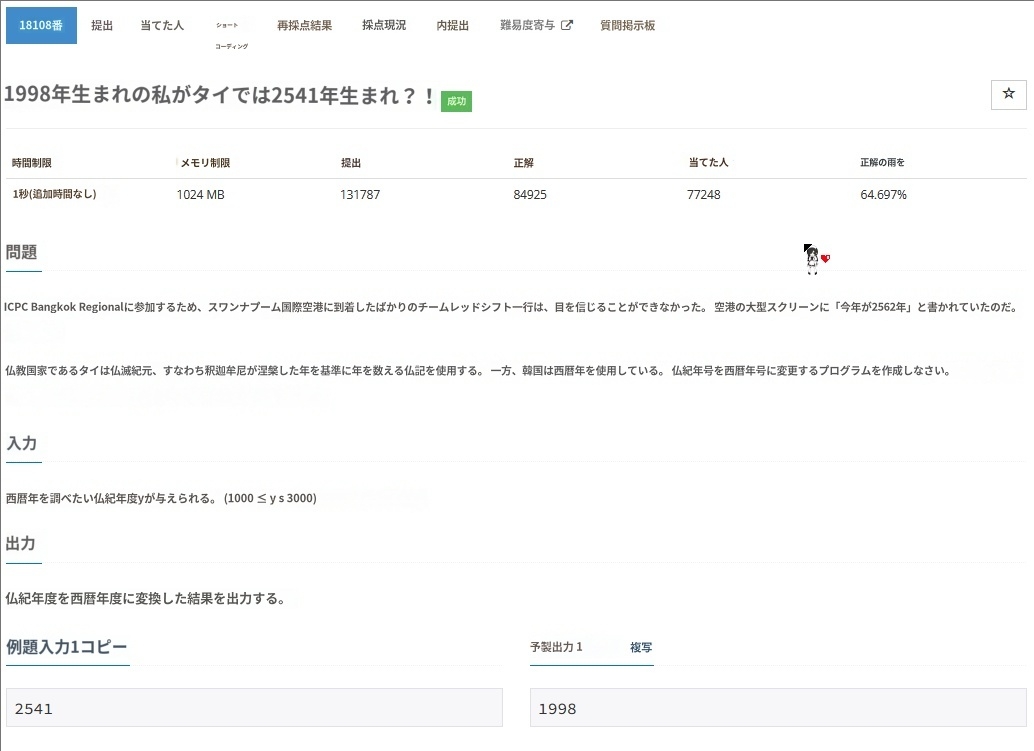 18108番 提出 当てた人 ショート 再採点結果 採点現況 内提出 難易度寄与 質問掲示板
コーディング
1998年生まれの私がタイでは2541年生まれ？！ 成功
時間制限 メモリ制限 提出 正解 当てた人 正解の雨を
1秒(追加時間なし) 1024 MB 131787 84925 77248 64.697%
問題
ICPC Bangkok Regionalに参加するため、スワンナプーム国際空港に到着したばかりのチームレッドシフト一行は、目を信じることができなかった。 空港の大型スクリーンに「今年が2562年」と書かれていたのだ。
仏教国家であるタイは仏滅紀元、すなわち釈迦牟尼が涅槃した年を基準に年を数える仏記を使用する。 一方、韓国は西暦年を使用している。 仏紀年号を西暦年号に変更するプログラムを作成しなさい。
入力
西暦年を調べたい仏紀年度yが与えられる。 (1000 ≤ y s 3000)
出力
仏紀年度を西暦年度に変換した結果を出力する。
例題入力1コピー 予製出力 1 複写
2541 1998